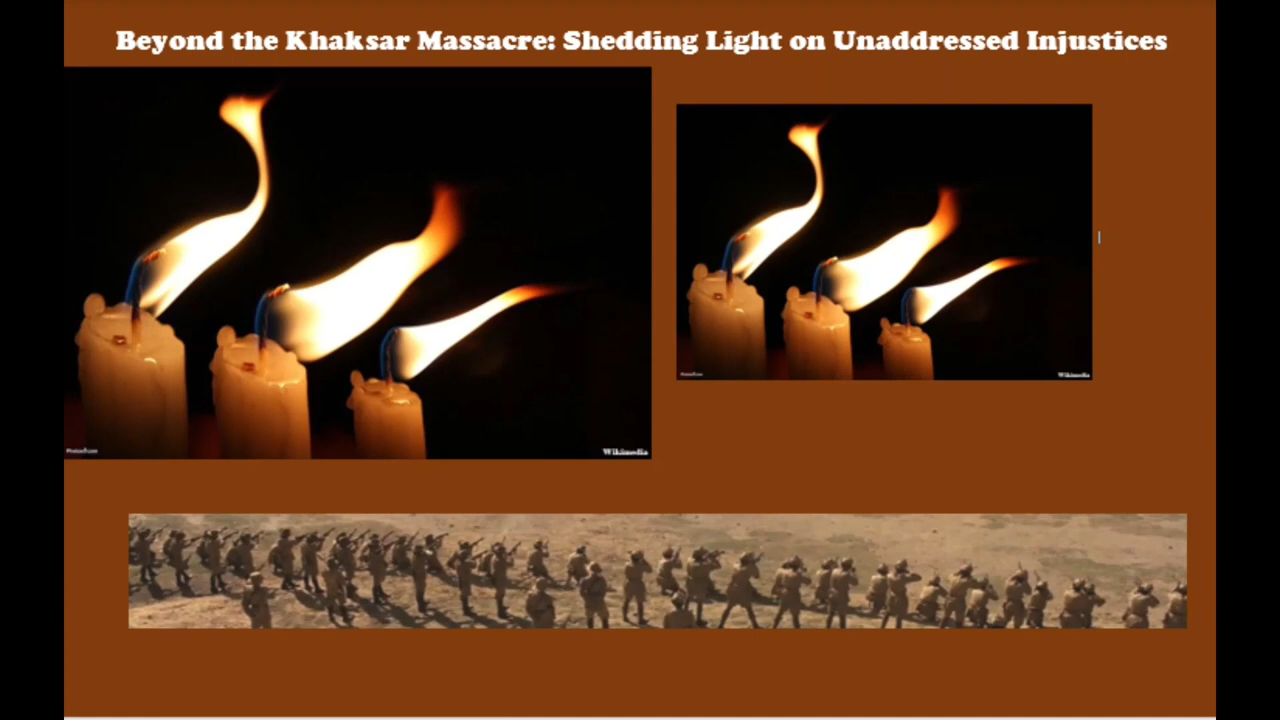 Beyond the Khaksar Massacre: Shedding Light on Unaddressed Injustices
Wikimedia
Wikimedia